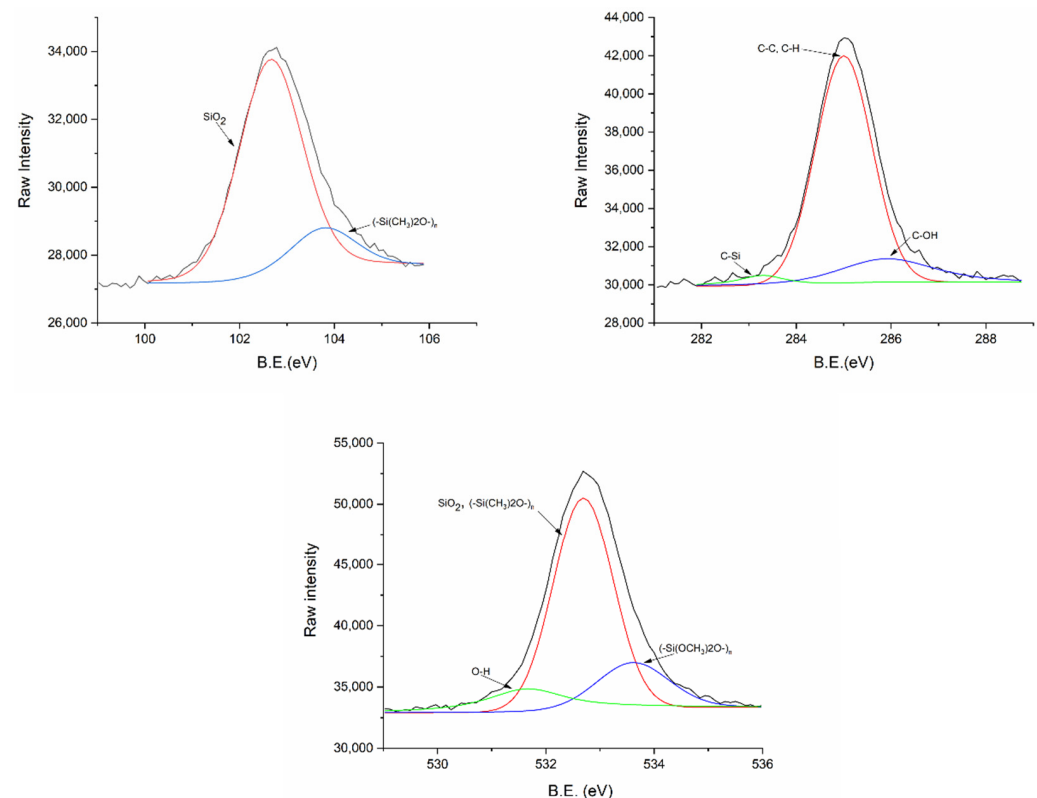 34,000
32,000
30,000
28,000
26,000
Raw Intensity
SiO2
(-Si(CH3)2O-)n
100
102
104
106
B.E.(eV)
44,000
42,000
40,000
38,000
36,000
34,000
32,000
30,000
28,000
Raw Intensity
C-C, C-H
C-Si
C-OH
282
284
286
288
B.E.(eV)
55,000
50,000
45,000
40,000
35,000
30,000
Raw intensity
SiO2, (-Si(CH3)2O-)n
O-H
(-Si(OCH3)2O-)n
530
532
534
536
B.E. (eV)